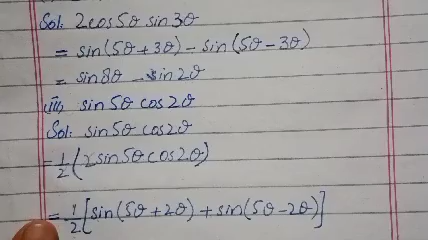 Sol: 2cos5θ sin3θ
= sin(5θ+3θ) - sin(5θ-3θ)
= sin8θ - sin2θ
(iii) sin5θ cos2θ
Sol: sin5θ cos2θ
= 1/2 (2sin5θ cos2θ)
= 1/2 [sin(5θ+2θ) + sin(5θ-2θ)]